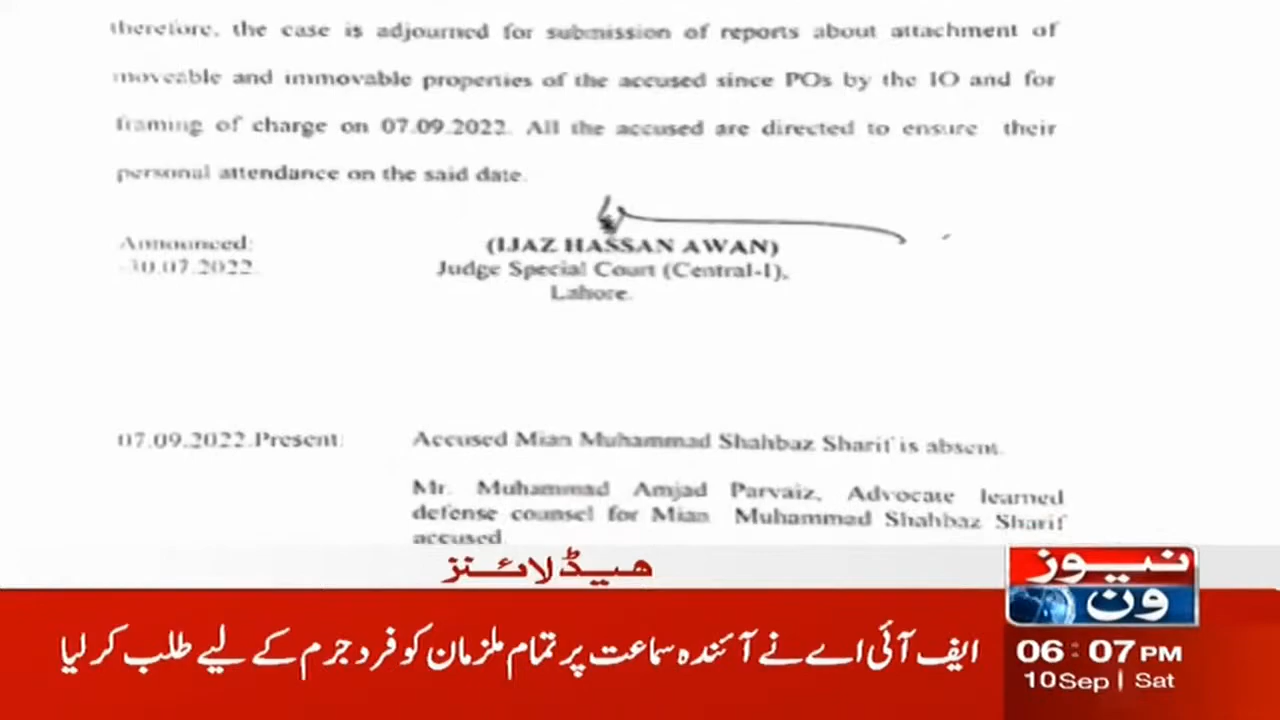 therefore, the case is adjourned for submission of reports about attachment of
moveable and immovable properties of the accused since POs by the IO and for
framing of charge on 07.09.2022. All the accused are directed to ensure their
personal attendance on the said date.
Announced:
30.07.2022.
(IJAZ HASSAN AWAN)
Judge Special Court (Central-I),
Lahore.
07.09.2022.Present:
Accused Mian Muhammad Shahbaz Sharif is absent.
Mr. Muhammad Amjad Parvaiz, Advocate learned
defense counsel for Mian Muhammad Shahbaz Sharif
accused.
ہیڈلائنز
نیوز
ون
ایف آئی اے نے آئندہ سماعت پر تمام ملزمان کو فرد جرم کے لیے طلب کر لیا
06:07PM
10Sep | Sat